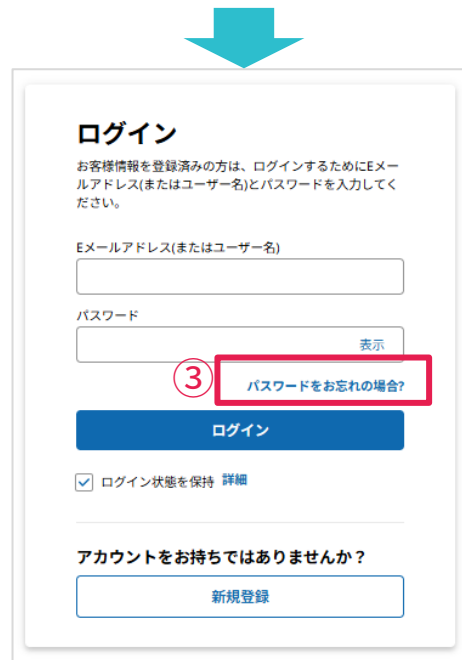 ログイン
お客様情報を登録済みの方は、ログインするためにEメー
ルアドレス(またはユーザー名)とパスワードを入力してく
ださい。
Eメールアドレス(またはユーザー名)
パスワード
表示
③
パスワードをお忘れの場合?
ログイン
ログイン状態を保持 詳細
アカウントをお持ちではありませんか？
新規登録